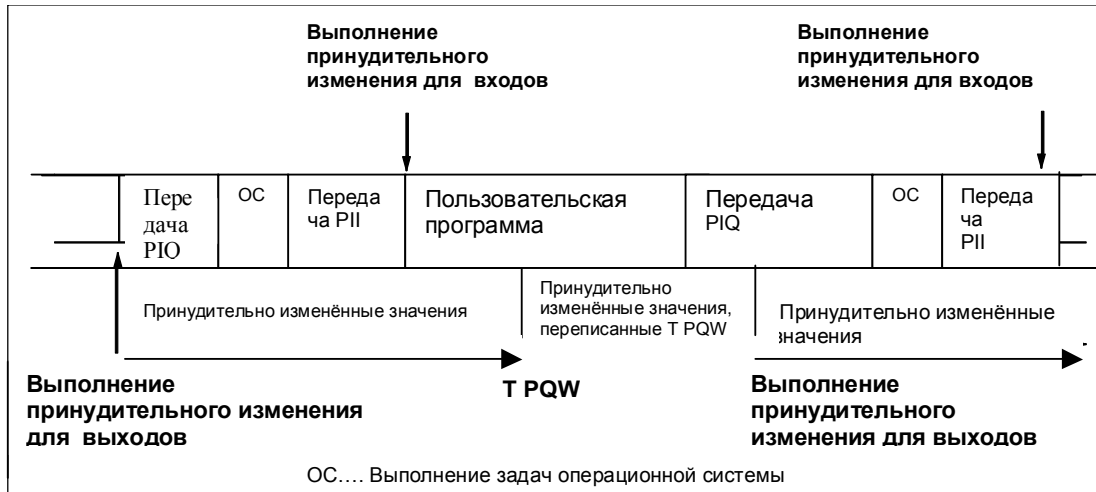 Выполнение
принудительного
изменения для входов
Выполнение
принудительного
изменения для входов
Пере
дача
PIQ
ОС
Переда
ча PII
Пользовательская
программа
Передача
PIQ
ОС
Переда
ча
PII
Принудительно изменённые значения
Принудительно
изменённые значения,
переписанные T PQW
Принудительно изменённые
значения
Выполнение
принудительного изменения
для выходов
T PQW
Выполнение
принудительного
изменения для выходов
ОС…. Выполнение задач операционной системы